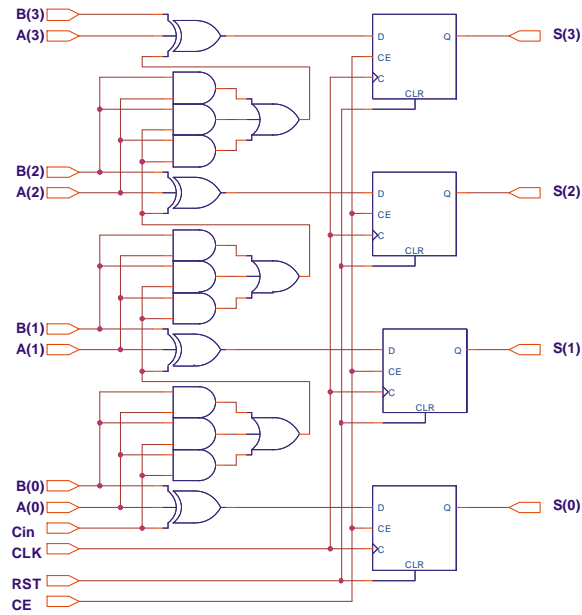 B(3)
A(3)
D
Q
CE
C
CLR
S(3)
B(2)
A(2)
D
Q
CE
C
CLR
S(2)
B(1)
A(1)
D
Q
CE
C
CLR
S(1)
B(0)
A(0)
Cin
CLK
RST
CE
D
Q
CE
C
CLR
S(0)